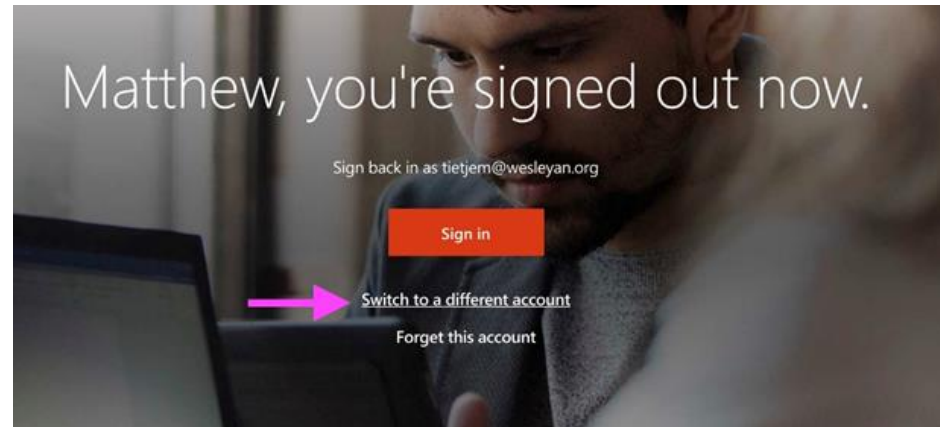 Matthew, you're signed out now.
Sign back in as tietjem@wesleyan.org
Sign in
Switch to a different account
Forget this account